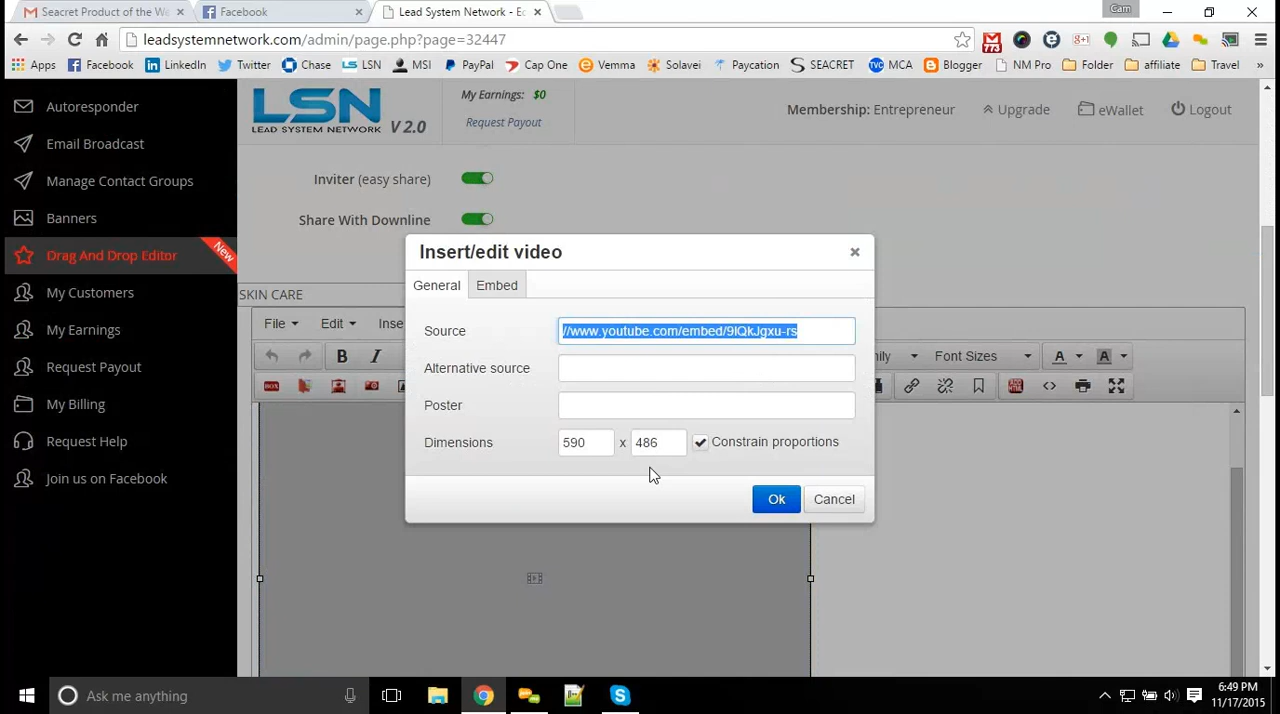 Seacret Product of the We
Facebook
Lead System Network - Ec
Cam
leadsystemnetwork.com/admin/page.php?page=32447
773
Apps Facebook LinkedIn Twitter Chase LSN MSI PayPal Cap One Vemma Solavei Paycation SEACRET TVC MCA Blogger NM Pro Folder affiliate Travel »
Autoresponder
Email Broadcast
Manage Contact Groups
Banners
Drag And Drop Editor
New
My Customers
My Earnings
Request Payout
My Billing
Request Help
Join us on Facebook
LSN
LEAD SYSTEM NETWORK V 2.0
My Earnings: $0
Request Payout
Membership: Entrepreneur Upgrade eWallet Logout
Inviter (easy share)
Share With Downline
SKIN CARE
File Edit Inse
B I mily Font Sizes A A
Insert/edit video
General Embed
Source //www.youtube.com/embed/9lQkJgxu-rs
Alternative source
Poster
Dimensions 590 x 486 Constrain proportions
Ok Cancel
Ask me anything
6:49 PM
11/17/2015